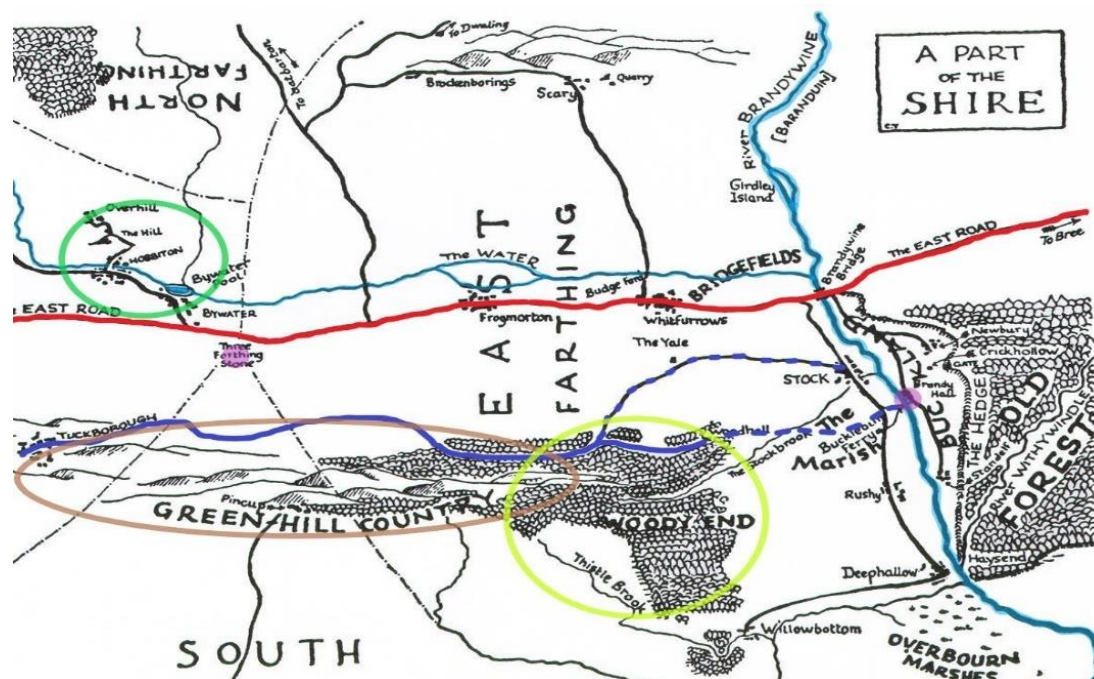 A PART
OF THE
SHIRE
To Dwaling
To Oatbarton
NORTH
FARTHING
Brockenborings
Scary
Quarry
River BRANDYWINE
[BARANDUIN]
Girdley
Island
Overhill
The Hill
HOBBITON
Bywater
Pool
BYWATER
EAST ROAD
The WATER
Budge Ford
BRIDGEFIELDS
Brandywine
Bridge
The EAST ROAD
To Bree
Frogmorton
Whitfurrows
EAST
FARTHING
Three
Farthing
Stone
The Yale
STOCK
Newbury
Crickhollow
GATE
Brandy
Hall
BUCKLAND
THE HEDGE
Standelf
River WITHYWINDLE
OLD
FOREST
TUCKBOROUGH
Woodhall
The Stockbrook
The
Marish
Bucklebury
Ferry
Rushy
Pincup
GREEN HILL COUNTRY
WOODY END
Thistle Brook
Deephallow
Haysend
Willowbottom
SOUTH
OVERBOURN
MARSHES